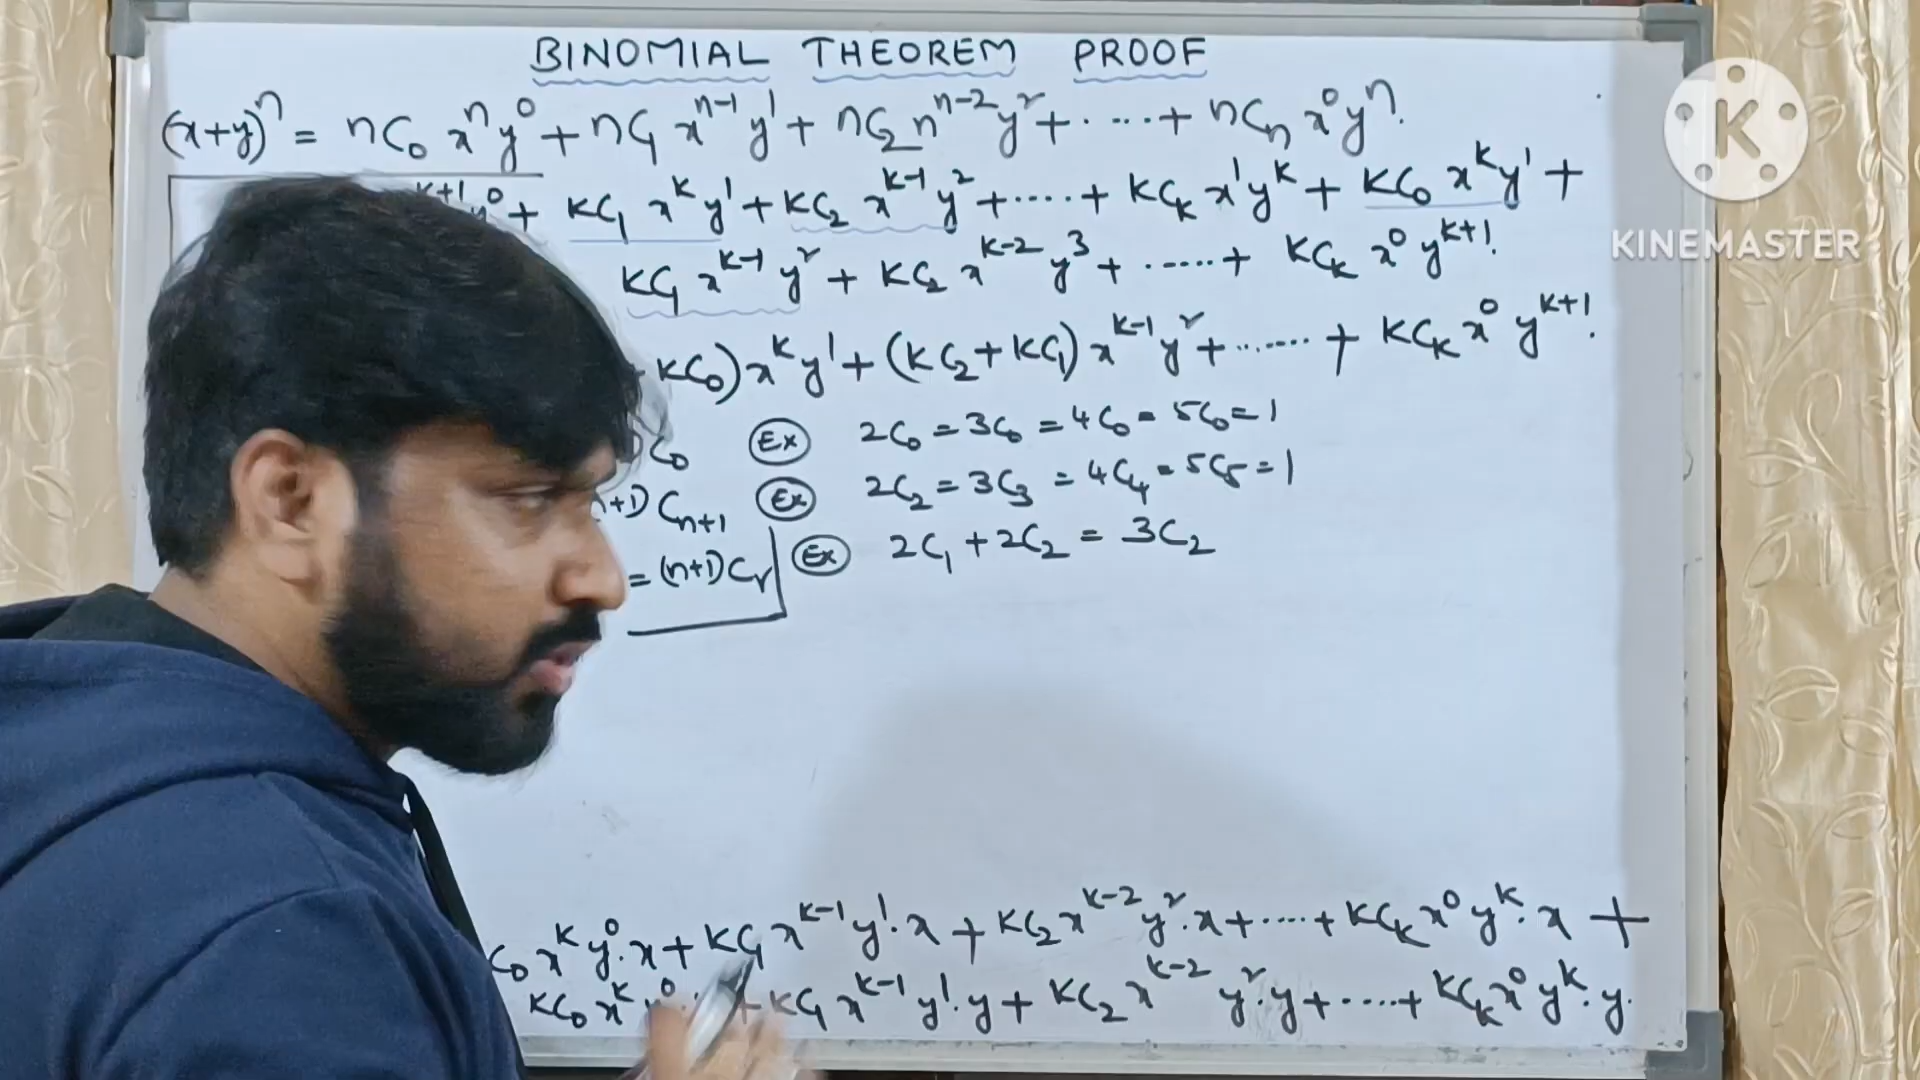 BINOMIAL THEOREM PROOF
(x+y)^n = nC₀ x^n y^0 + nC₁ x^{n-1} y^1 + nC₂ n^{n-2} y^2 + ····· + nCₙ x^0 y^n.
^{k+1} y^0 + KC₁ x^k y^1 + KC₂ x^{k-1} y^2 + ····· + KCₖ x^1 y^k + KC₀ x^k y^1 +
KC₁ x^{k-1} y^2 + KC₂ x^{k-2} y^3 + ····· + KCₖ x^0 y^{k+1}.
KC₀) x^k y^1 + (KC₂ + KC₁) x^{k-1} y^2 + ······ + KCₖ x^0 y^{k+1}.
C₀ Ex 2C₀ = 3C₀ = 4C₀ = 5C₀ = 1
+1) Cₙ₊₁ Ex 2C₂ = 3C₃ = 4C₄ = 5C₅ = 1
= (n+1) Cᵣ Ex 2C₁ + 2C₂ = 3C₂
C₀ x^k y^0 · x + KC₁ x^{k-1} y^1 · x + KC₂ x^{k-2} y^2 · x + ····· + KCₖ x^0 y^k · x +
KC₀ x^k + KC₁ x^{k-1} y^1 · y + KC₂ x^{k-2} y^2 · y + ····· + KCₖ x^0 y^k · y.
K
KINEMASTER